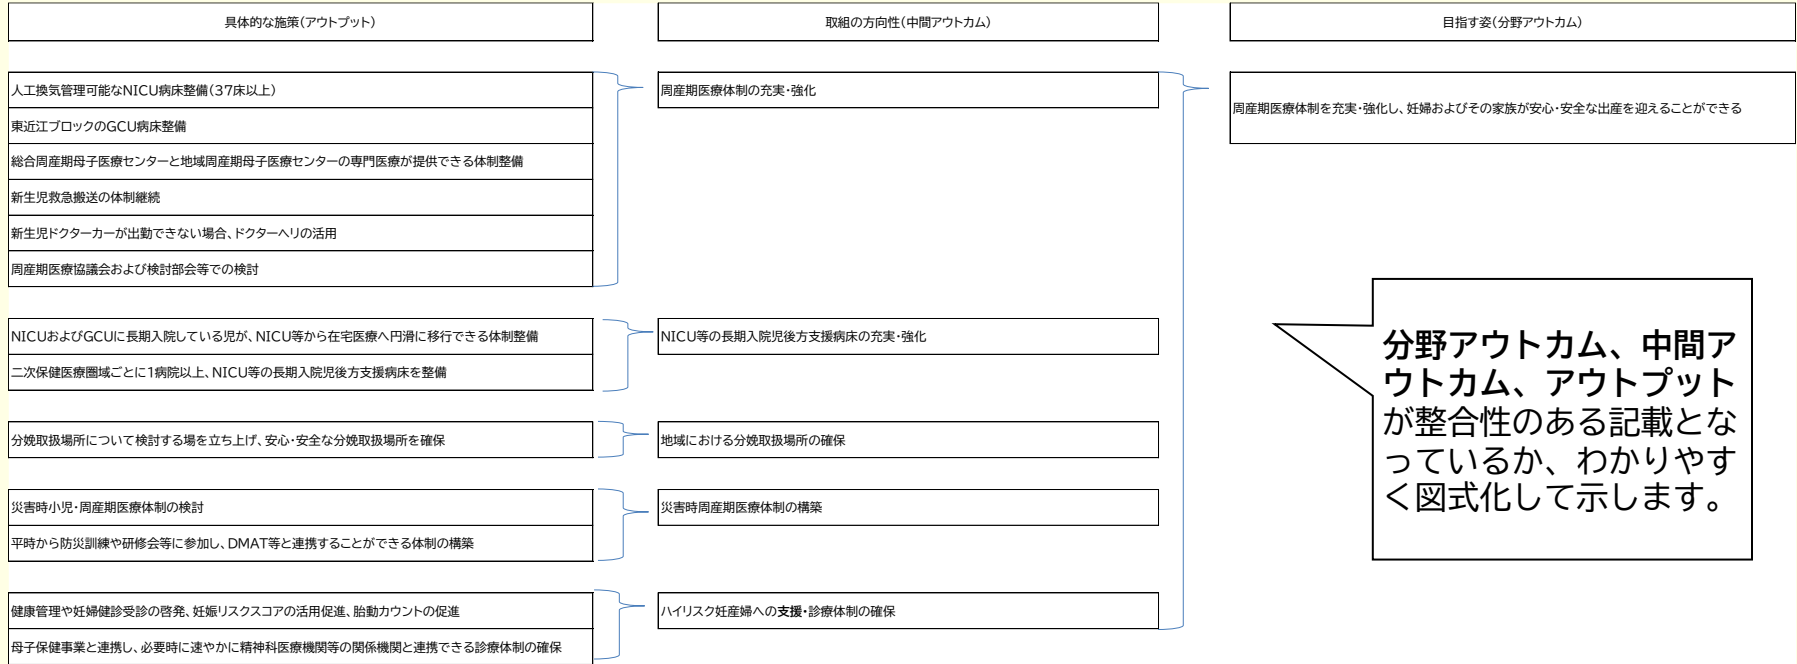 具体的な施策(アウトプット)
取組の方向性(中間アウトカム)
目指す姿(分野アウトカム)
人工換気管理可能なNICU病床整備(37床以上)
周産期医療体制の充実・強化
周産期医療体制を充実・強化し、妊婦およびその家族が安心・安全な出産を迎えることができる
東近江ブロックのGCU病床整備
総合周産期母子医療センターと地域周産期母子医療センターの専門医療が提供できる体制整備
新生児救急搬送の体制継続
新生児ドクターカーが出動できない場合、ドクターヘリの活用
周産期医療協議会および検討部会等での検討
NICUおよびGCUに長期入院している児が、NICU等から在宅医療へ円滑に移行できる体制整備
NICU等の長期入院児後方支援病床の充実・強化
二次保健医療圏域ごとに1病院以上、NICU等の長期入院児後方支援病床を整備
分娩取扱場所について検討する場を立ち上げ、安心・安全な分娩取扱場所を確保
地域における分娩取扱場所の確保
災害時小児・周産期医療体制の検討
災害時周産期医療体制の構築
平時から防災訓練や研修会等に参加し、DMAT等と連携することができる体制の構築
健康管理や妊婦健診受診の啓発、妊娠リスクスコアの活用促進、胎動カウントの促進
ハイリスク妊産婦への支援・診療体制の確保
母子保健事業と連携し、必要時に速やかに精神科医療機関等の関係機関と連携できる診療体制の確保
分野アウトカム、中間ア
ウトカム、アウトプット
が整合性のある記載とな
っているか、わかりやす
く図式化して示します。